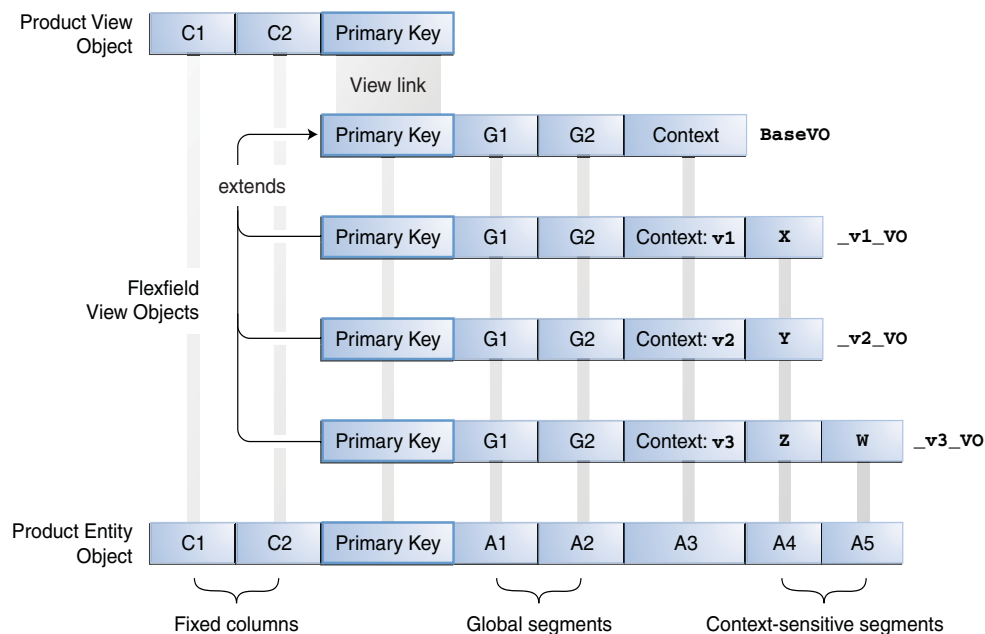 Product View
Object
C1 C2 Primary Key
View link
Primary Key G1 G2 Context BaseVO
extends
Primary Key G1 G2 Context: v1 X _v1_VO
Flexfield
View Objects
Primary Key G1 G2 Context: v2 Y _v2_VO
Primary Key G1 G2 Context: v3 Z W _v3_VO
Product Entity
Object
C1 C2 Primary Key A1 A2 A3 A4 A5
Fixed columns Global segments Context-sensitive segments